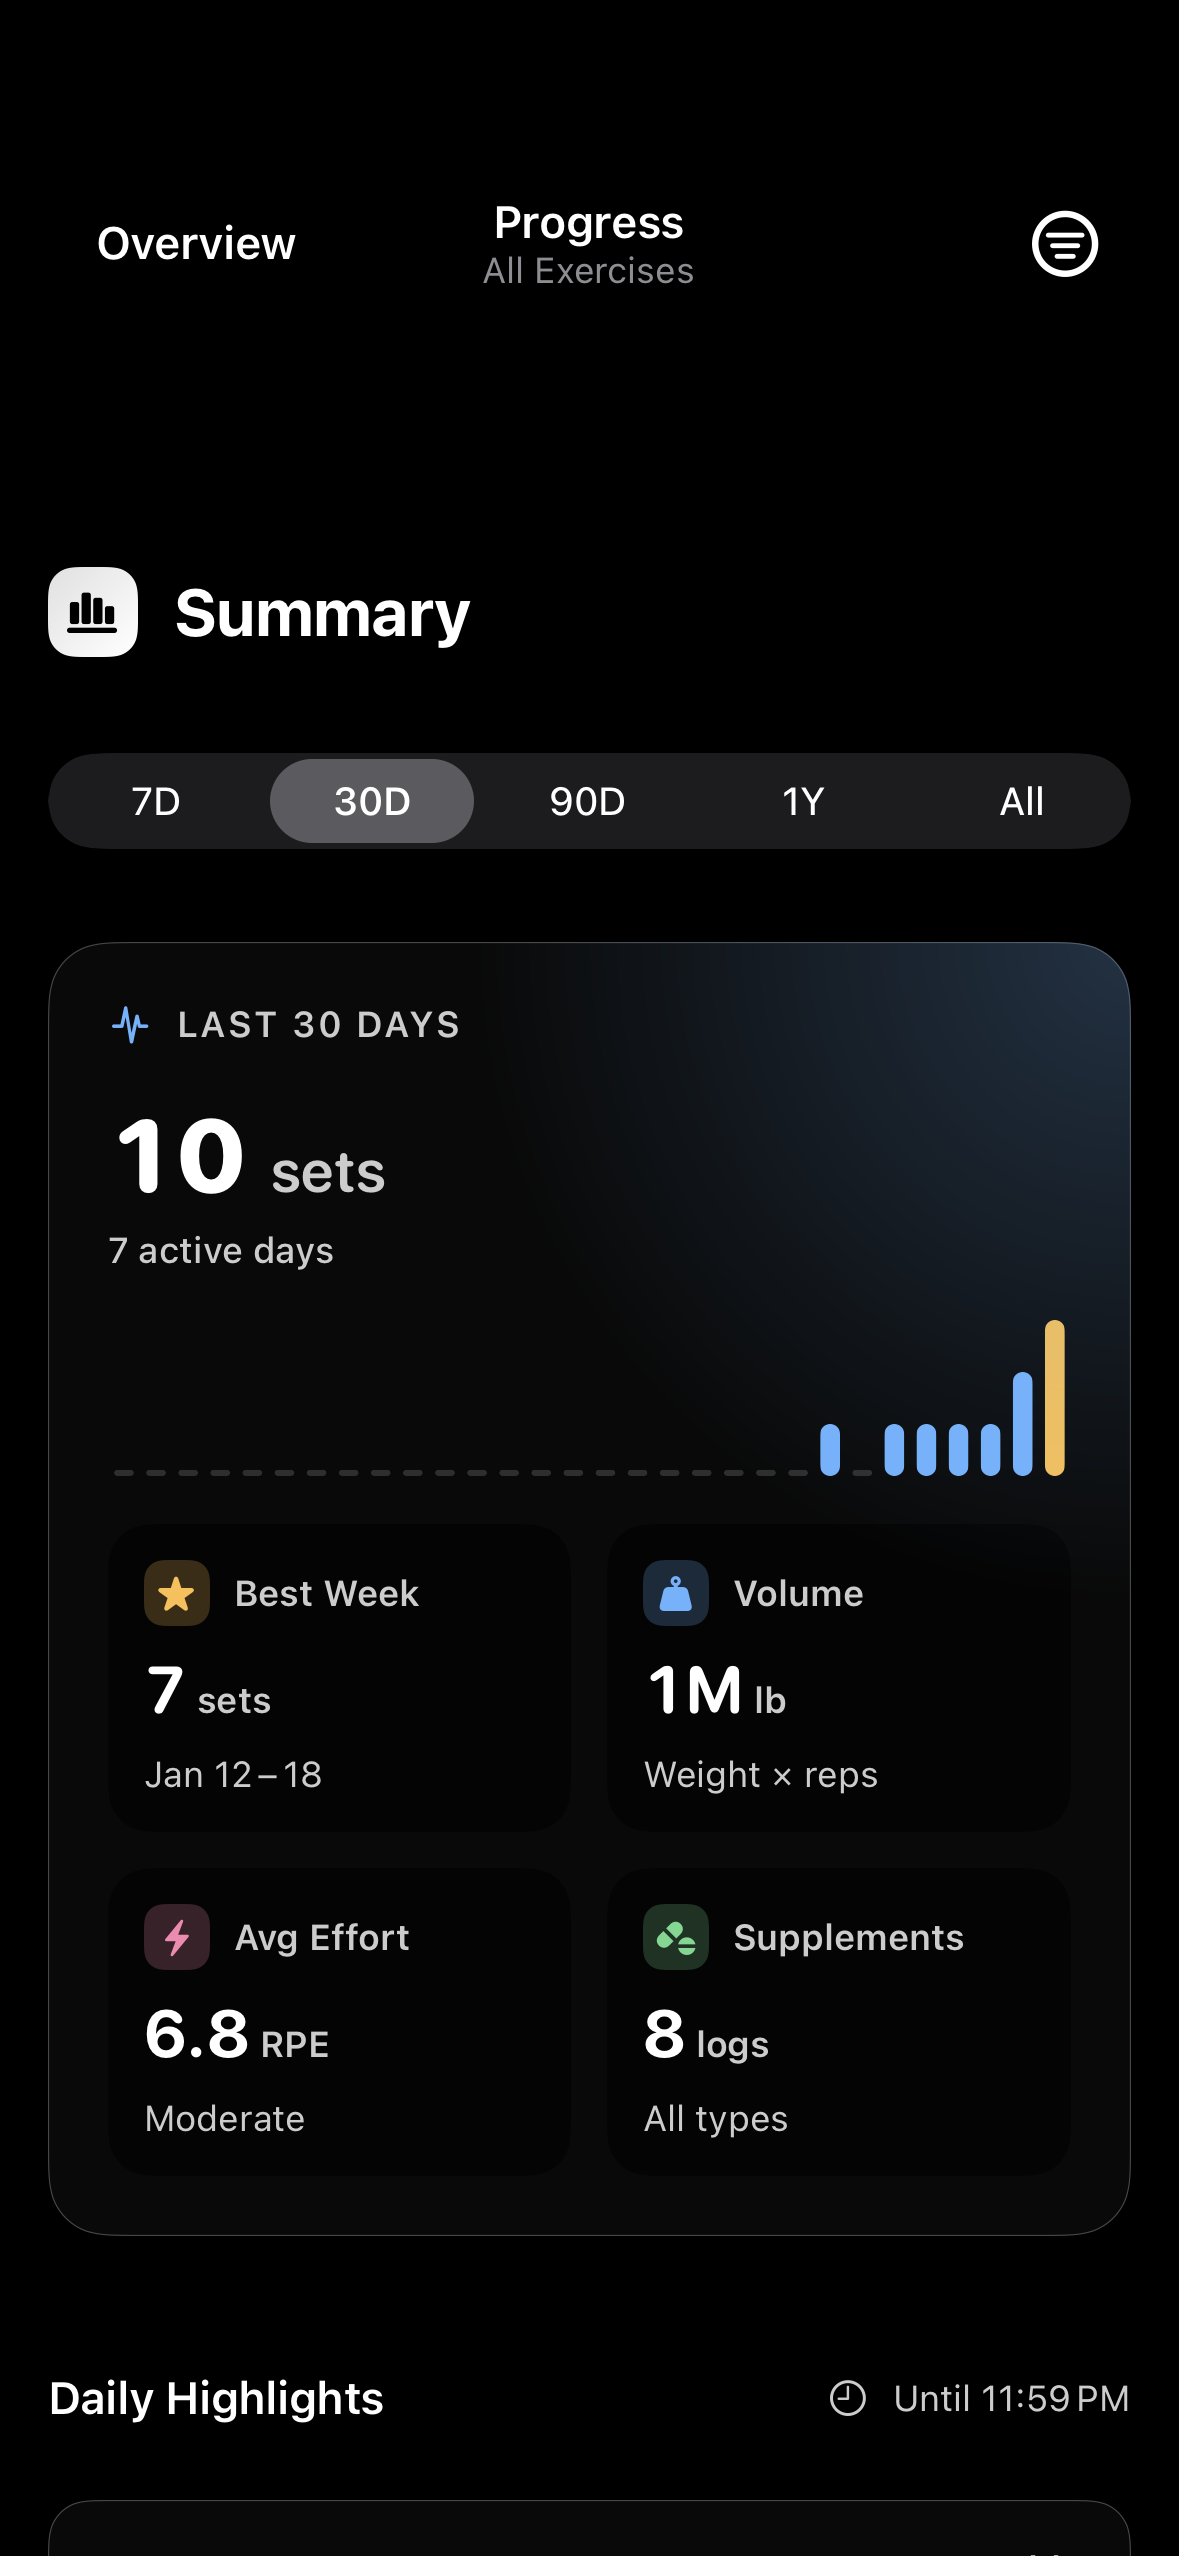 Overview
Progress
All Exercises
Summary
7D 30D 90D 1Y All
LAST 30 DAYS
10 sets
7 active days
Best Week
7 sets
Jan 12–18
Volume
1M lb
Weight × reps
Avg Effort
6.8 RPE
Moderate
Supplements
8 logs
All types
Daily Highlights
Until 11:59 PM